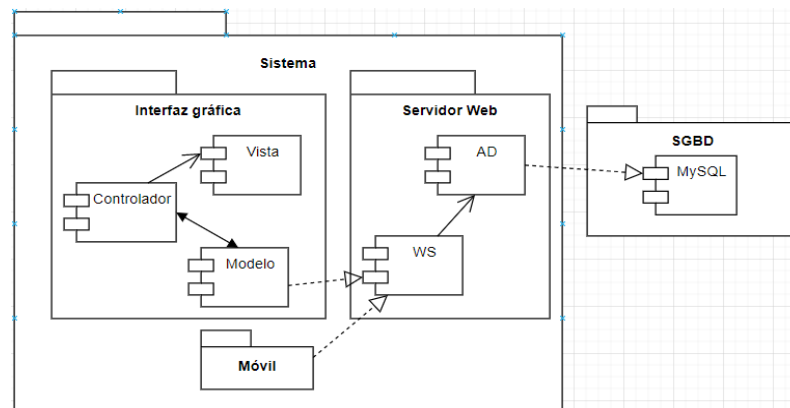 Sistema
Interfaz gráfica
Servidor Web
SGBD
Vista
AD
MySQL
Controlador
Modelo
WS
Móvil